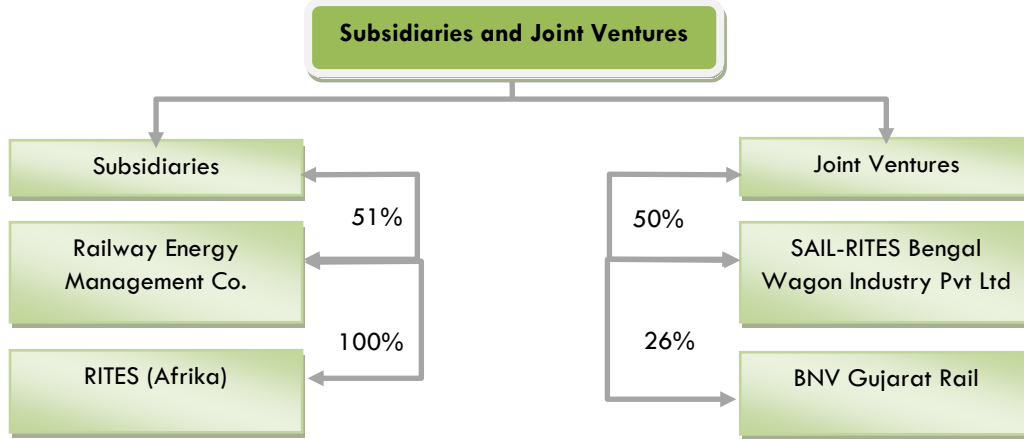 Subsidiaries and Joint Ventures
Subsidiaries
Joint Ventures
51%
50%
Railway Energy
Management Co.
SAIL-RITES Bengal
Wagon Industry Pvt Ltd
100%
26%
RITES (Afrika)
BNV Gujarat Rail